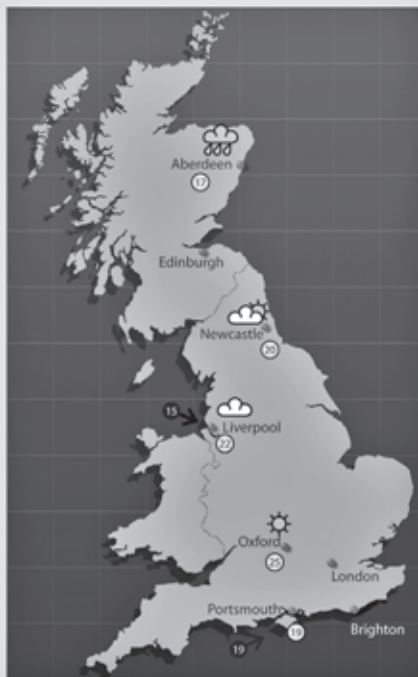 Aberdeen
17
Edinburgh
Newcastle
20
15
Liverpool
22
Oxford
25
London
Portsmouth
19
Brighton
19